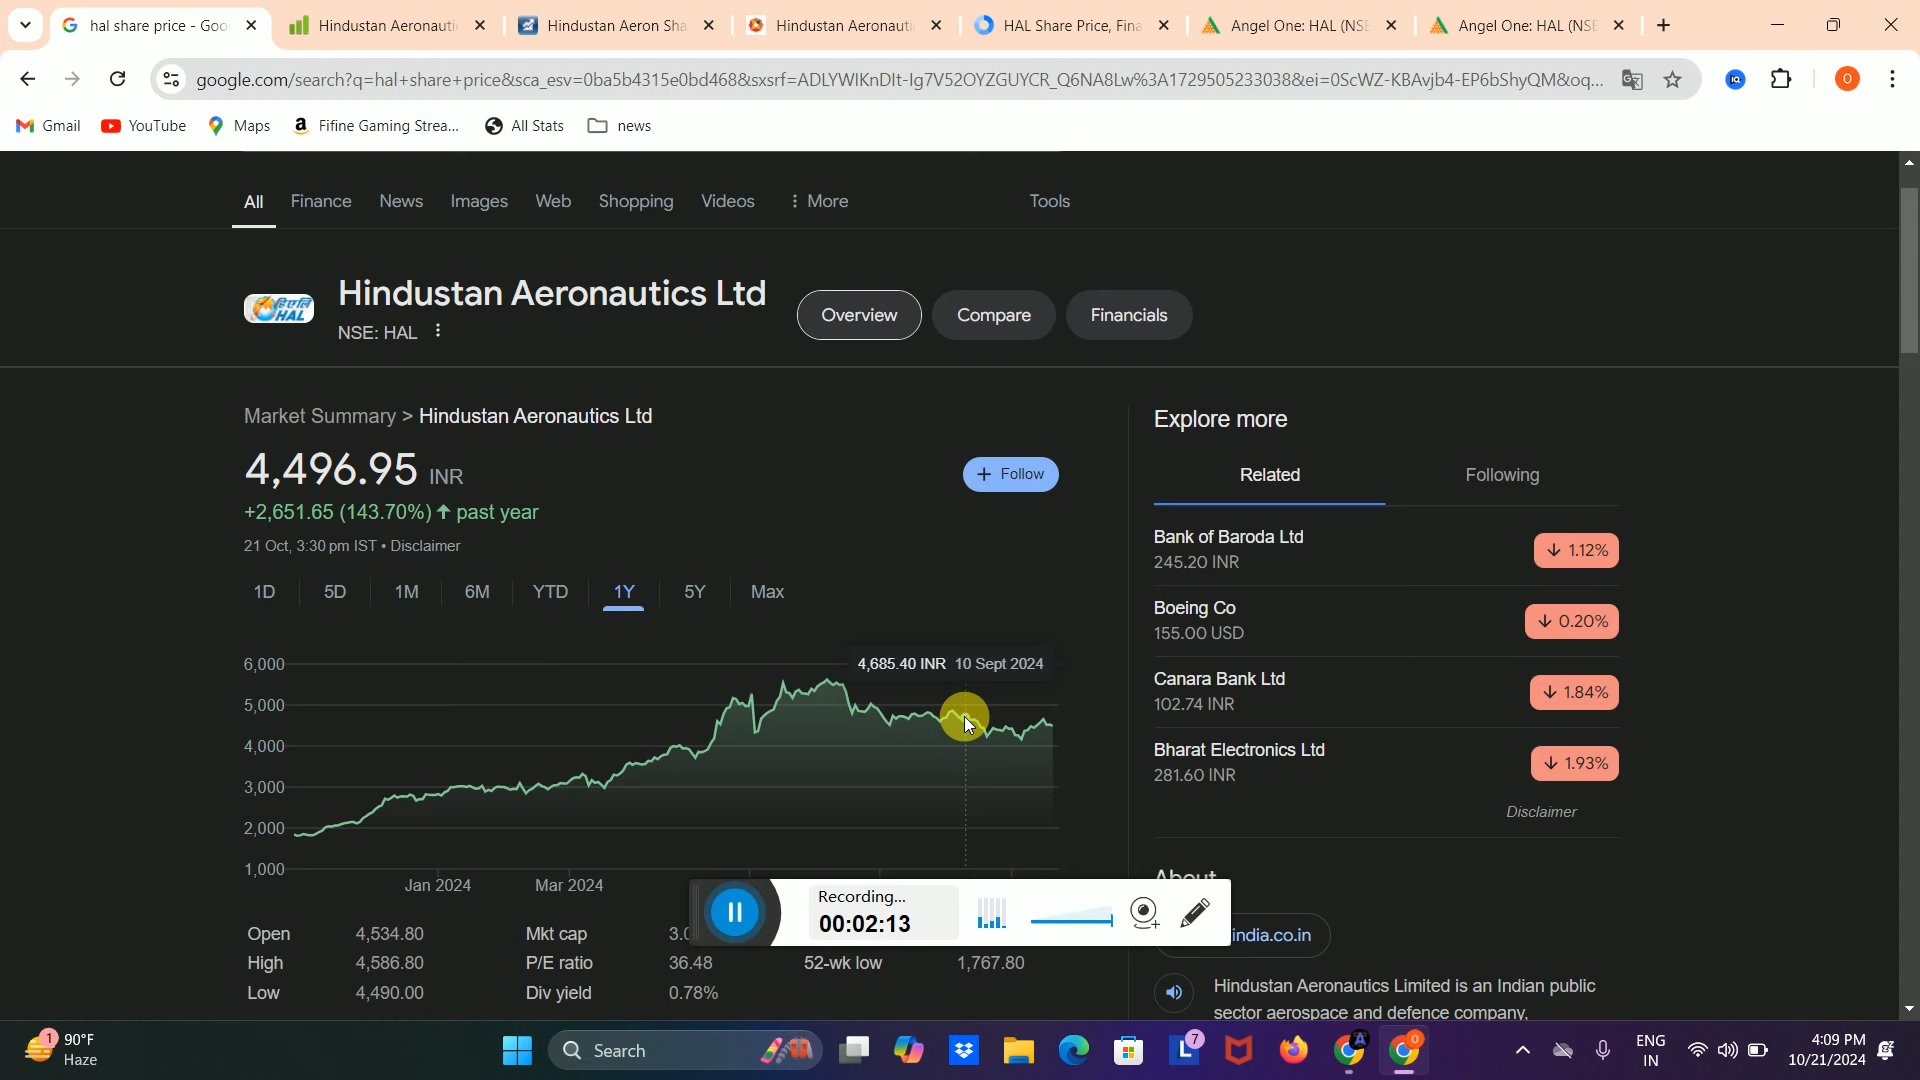 hal share price - Goo
Hindustan Aeronautic
Hindustan Aeron Sha
Hindustan Aeronautic
HAL Share Price, Fina
Angel One: HAL (NSE
Angel One: HAL (NSE
google.com/search?q=hal+share+price&sca_esv=0ba5b4315e0bd468&sxsrf=ADLYWIKnDIt-Ig7V52OYZGUYCR_Q6NA8Lw%3A1729505233038&ei=0ScWZ-KBAvjb4-EP6bShyQM&oq...
O
Gmail
YouTube
Maps
Fifine Gaming Strea...
All Stats
news
All
Finance
News
Images
Web
Shopping
Videos
More
Tools
हिएलि
HAL
Hindustan Aeronautics Ltd
NSE: HAL
Overview
Compare
Financials
Market Summary > Hindustan Aeronautics Ltd
4,496.95 INR
+ Follow
+2,651.65 (143.70%) ↑ past year
21 Oct, 3:30 pm IST • Disclaimer
1D
5D
1M
6M
YTD
1Y
5Y
Max
4,685.40 INR 10 Sept 2024
6,000
5,000
4,000
3,000
2,000
1,000
Jan 2024
Mar 2024
Open 4,534.80
High 4,586.80
Low 4,490.00
Mkt cap 3.0
P/E ratio 36.48
Div yield 0.78%
52-wk low 1,767.80
Explore more
Related
Following
Bank of Baroda Ltd
245.20 INR
↓ 1.12%
Boeing Co
155.00 USD
↓ 0.20%
Canara Bank Ltd
102.74 INR
↓ 1.84%
Bharat Electronics Ltd
281.60 INR
↓ 1.93%
Disclaimer
About
india.co.in
Hindustan Aeronautics Limited is an Indian public
sector aerospace and defence company,
Recording...
00:02:13
1
90°F
Haze
Search
L
7
A
0
ENG
IN
4:09 PM
10/21/2024